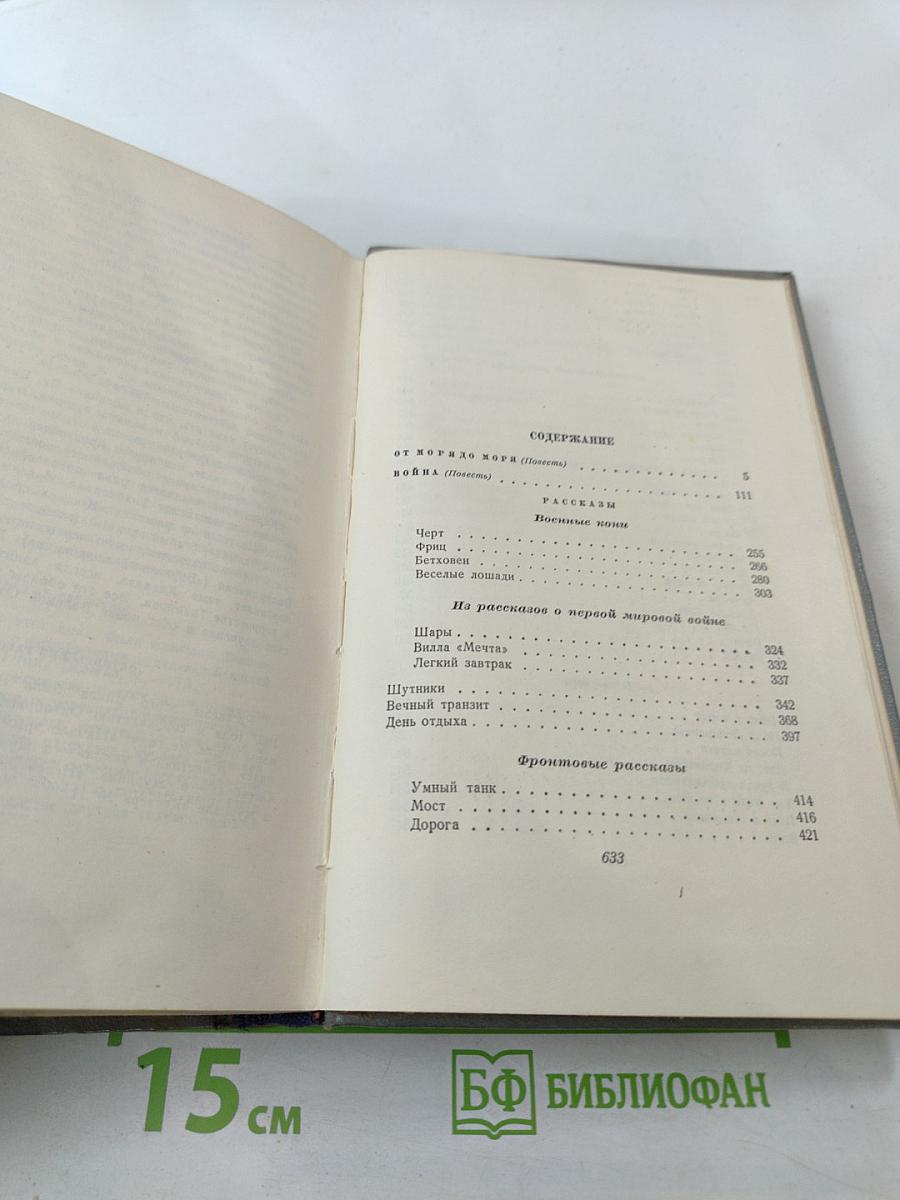 СОДЕРЖАНИЕ
ОТ МОРЯ ДО МОРЯ (Повесть) . . . . . . . . . . . . 5
ВОЙНА (Повесть) . . . . . . . . . . . . . . . . 111
РАССКАЗЫ
Военные кони
Черт . . . . . . . . . . . . . . . . . . . . 255
Фриц . . . . . . . . . . . . . . . . . . . . 266
Бетховен . . . . . . . . . . . . . . . . . . 280
Веселые лошади . . . . . . . . . . . . . . . 303
Из рассказов о первой мировой войне
Шары . . . . . . . . . . . . . . . . . . . . 324
Вилла «Мечта» . . . . . . . . . . . . . . . . 332
Легкий завтрак . . . . . . . . . . . . . . . 337
Шутники . . . . . . . . . . . . . . . . . . . 342
Вечный транзит . . . . . . . . . . . . . . . 368
День отдыха . . . . . . . . . . . . . . . . . 397
Фронтовые рассказы
Умный танк . . . . . . . . . . . . . . . . . 414
Мост . . . . . . . . . . . . . . . . . . . . 416
Дорога . . . . . . . . . . . . . . . . . . . 421
633
15 см
БФ БИБЛИОФАН